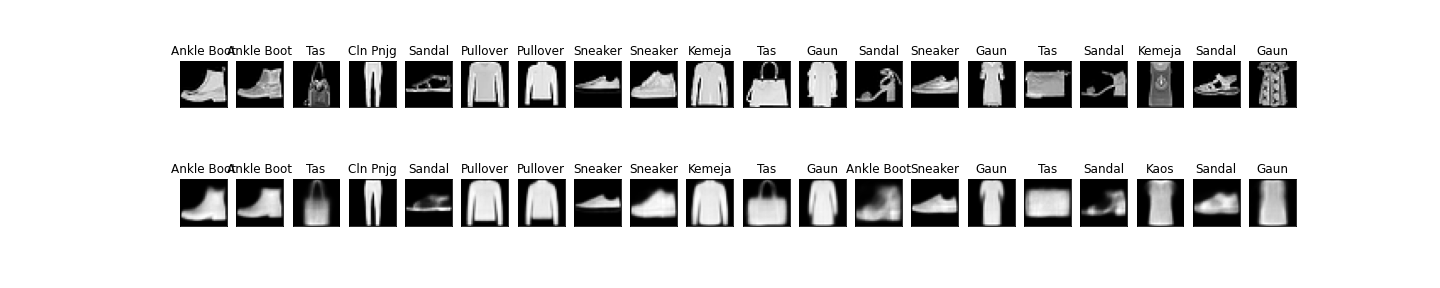 Ankle Boot Ankle Boot Tas Cln Pnjg Sandal Pullover Pullover Sneaker Sneaker Kemeja Tas Gaun Sandal Sneaker Gaun Tas Sandal Kemeja Sandal Gaun
Ankle Boot Ankle Boot Tas Cln Pnjg Sandal Pullover Pullover Sneaker Sneaker Kemeja Tas Gaun Ankle Boot Sneaker Gaun Tas Sandal Kaos Sandal Gaun